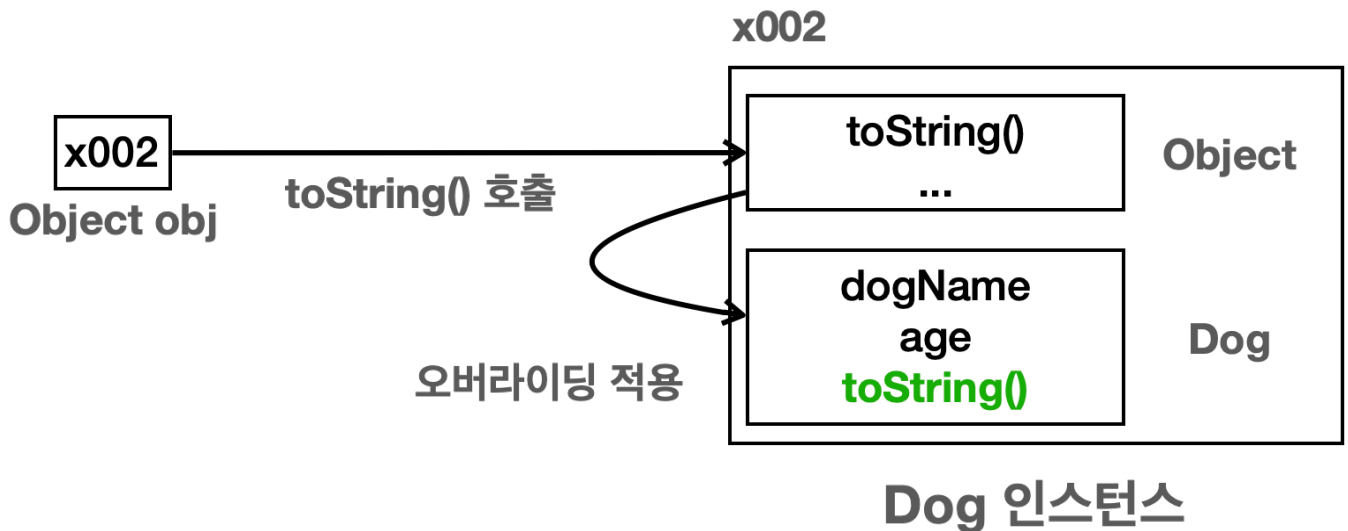 x002
x002
Object obj
toString() 호출
toString()
...
Object
dogName
age
toString()
Dog
오버라이딩 적용
Dog 인스턴스